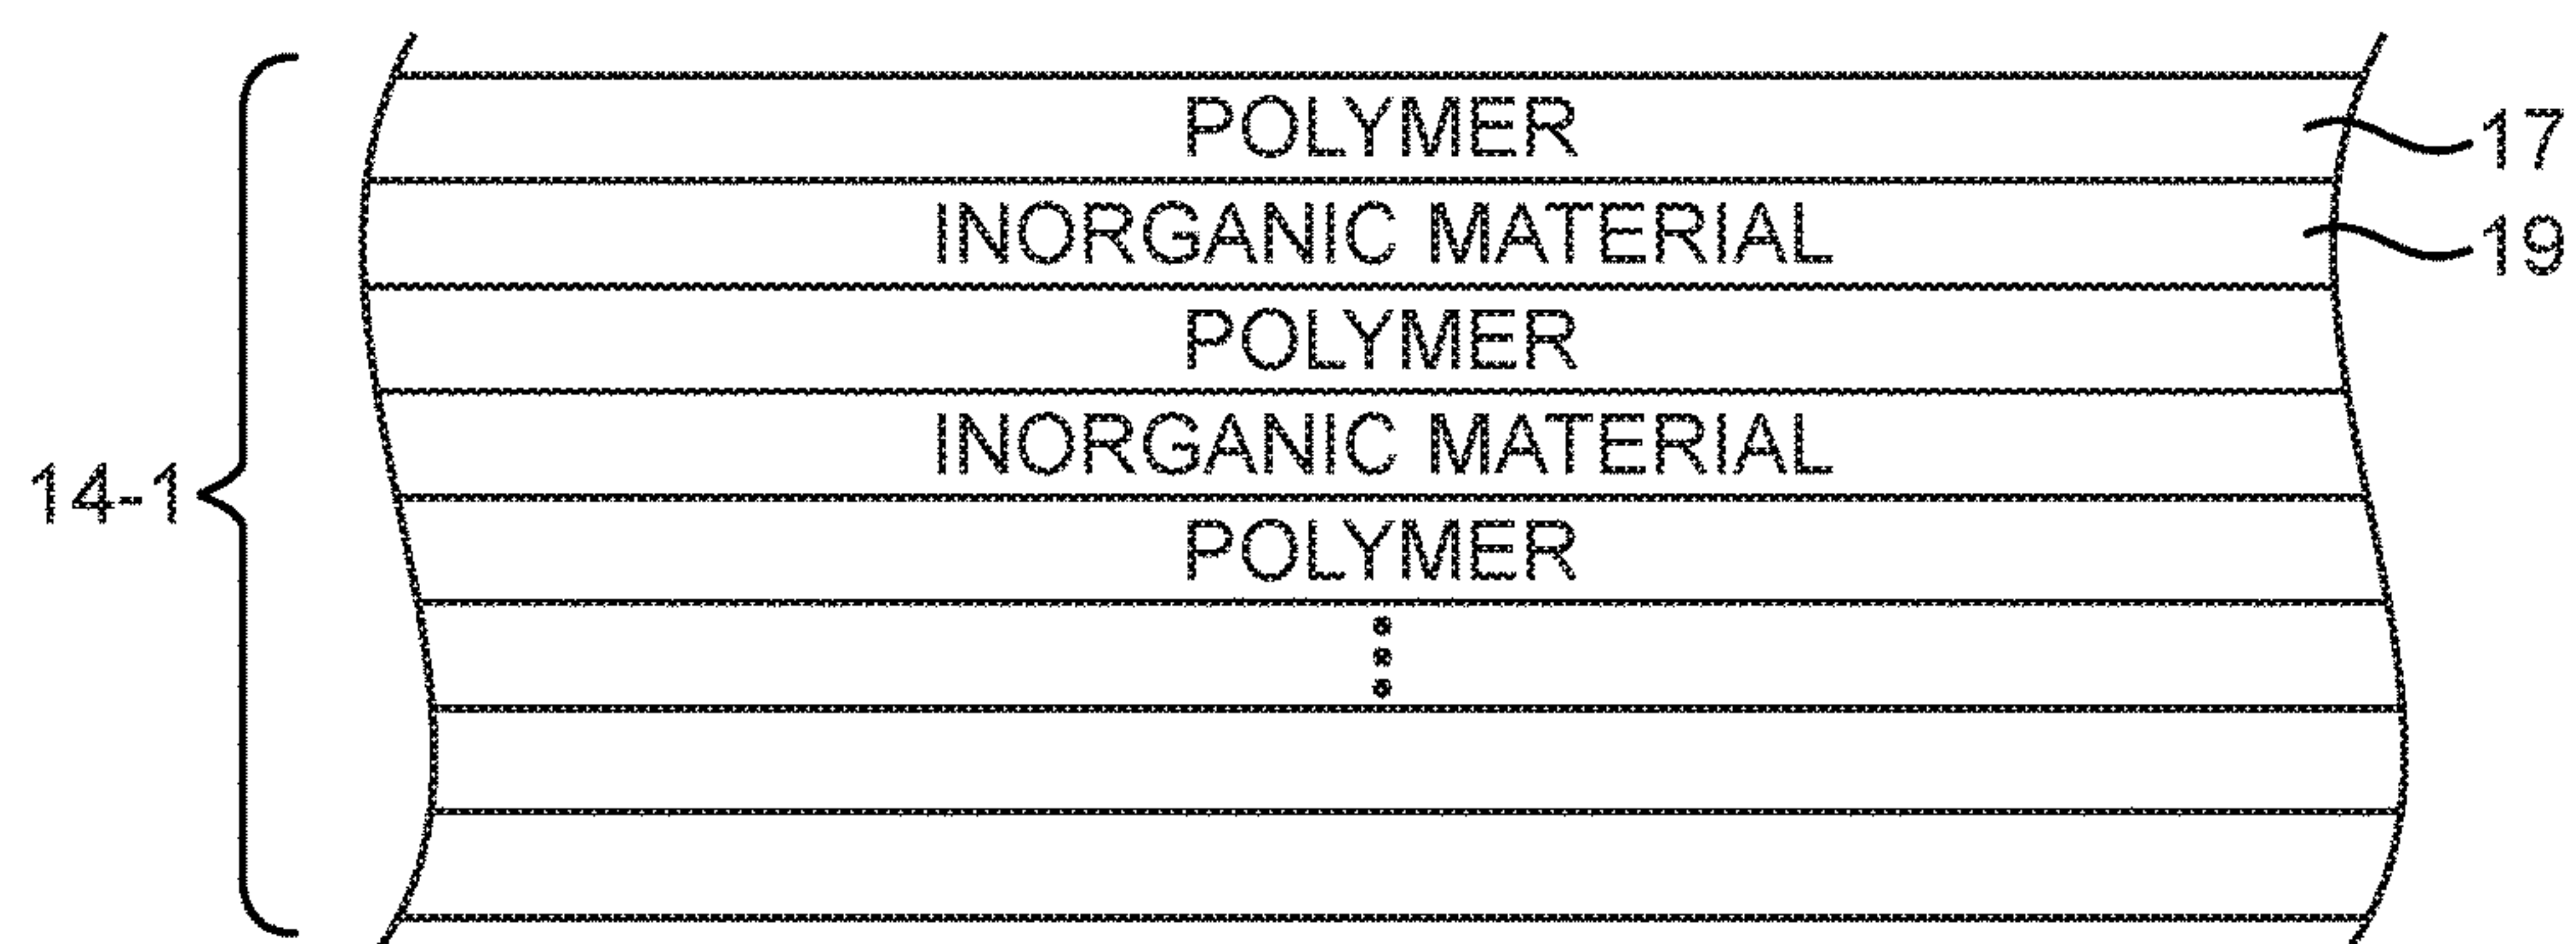 POLYMER
17
INORGANIC MATERIAL
19
POLYMER
INORGANIC MATERIAL
14-1
POLYMER